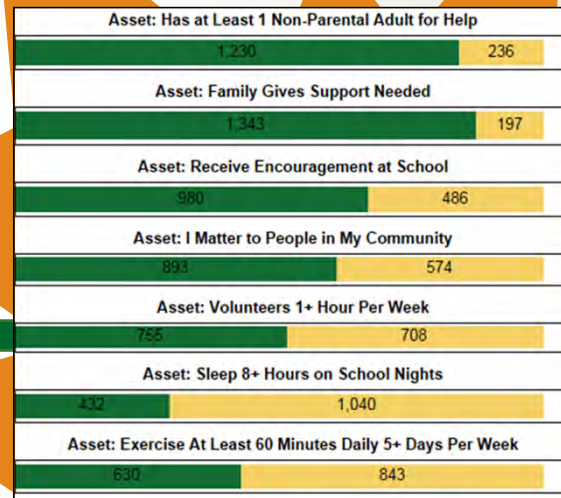 Asset: Has at Least 1 Non-Parental Adult for Help
1,230 236
Asset: Family Gives Support Needed
1,343 197
Asset: Receive Encouragement at School
980 486
Asset: I Matter to People in My Community
893 574
Asset: Volunteers 1+ Hour Per Week
755 708
Asset: Sleep 8+ Hours on School Nights
432 1,040
Asset: Exercise At Least 60 Minutes Daily 5+ Days Per Week
630 843